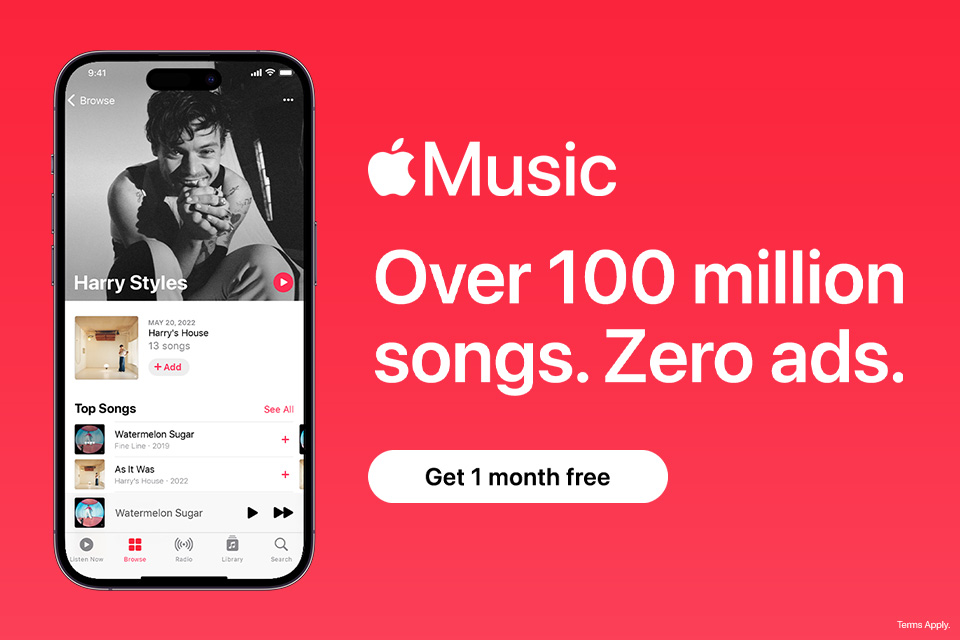 9:41
Browse
Harry Styles
MAY 20, 2022
Harry's House
13 songs
+ Add
Top Songs
See All
Watermelon Sugar
Fine Line · 2019
As It Was
Harry's House · 2022
Watermelon Sugar
Listen Now
Browse
Radio
Library
Search
Music
Over 100 million
songs. Zero ads.
Get 1 month free
Terms Apply.